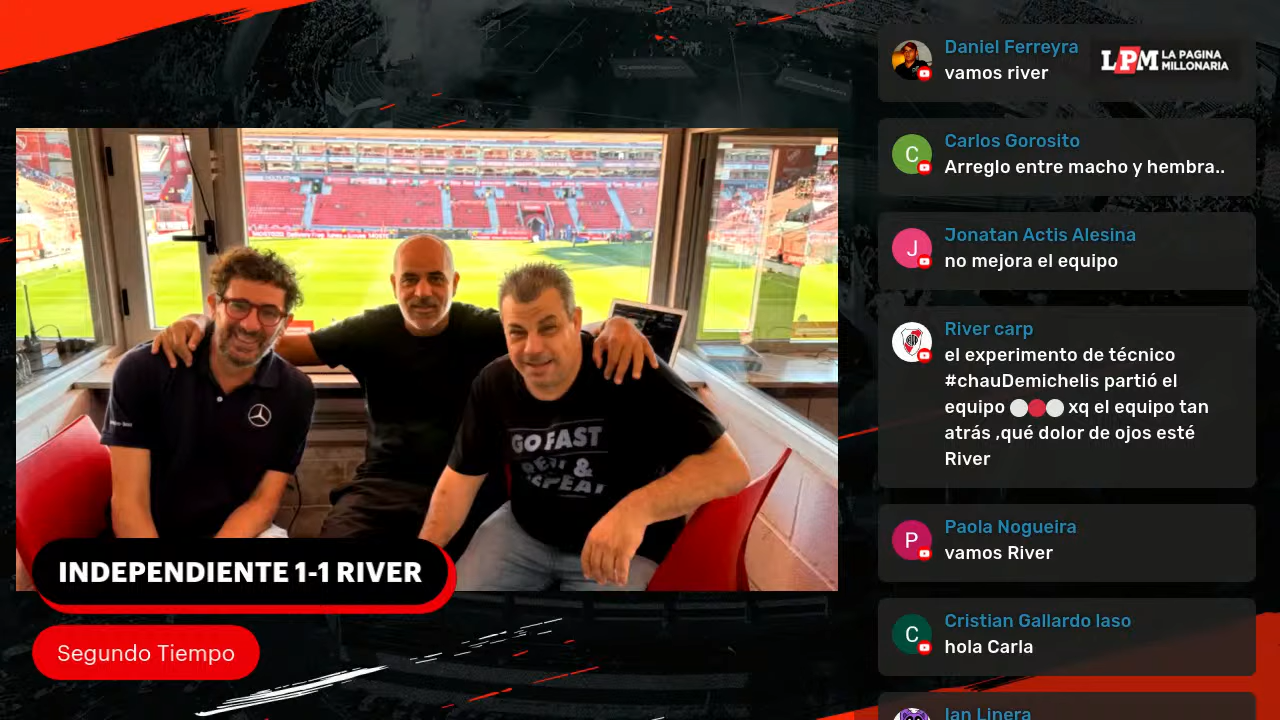 GO FAST
&
INDEPENDIENTE 1-1 RIVER
Segundo Tiempo
LPM LA PAGINA
MILLONARIA
Daniel Ferreyra
vamos river
C
Carlos Gorosito
Arreglo entre macho y hembra..
J
Jonatan Actis Alesina
no mejora el equipo
River carp
el experimento de técnico
#chauDemichelis partió el
equipo ⚪🔴⚪ xq el equipo tan
atrás ,qué dolor de ojos esté
River
P
Paola Nogueira
vamos River
C
Cristian Gallardo laso
hola Carla
Ian Linera